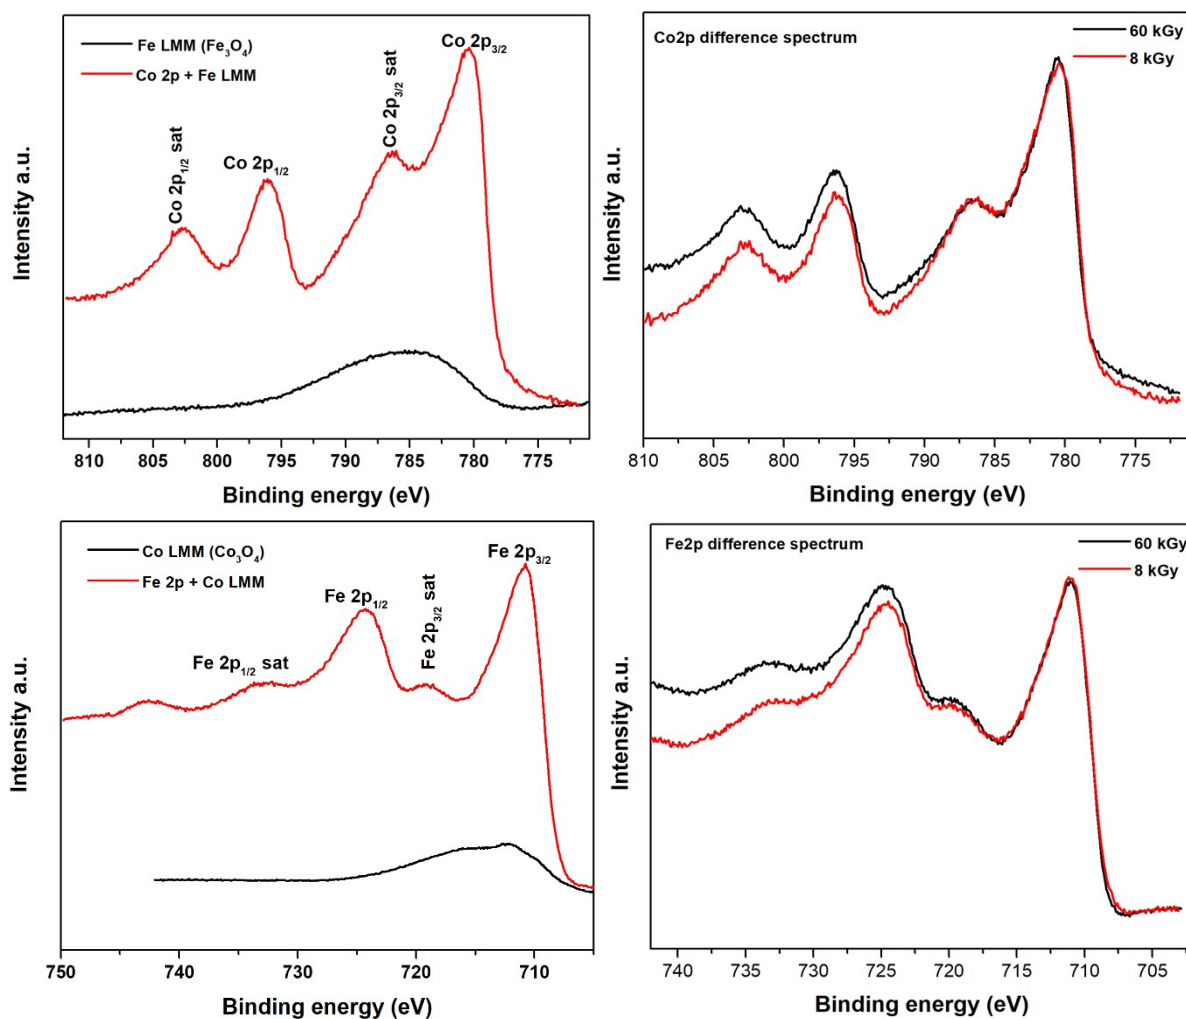 Fe LMM (Fe₃O₄)
Co 2p + Fe LMM
Co 2p₃/₂
Co 2p₃/₂ sat
Co 2p₁/₂
Co 2p₁/₂ sat
Intensity a.u.
810 805 800 795 790 785 780 775
Binding energy (eV)
Co2p difference spectrum
60 kGy
8 kGy
Intensity a.u.
810 805 800 795 790 785 780 775
Binding energy (eV)
Co LMM (Co₃O₄)
Fe 2p + Co LMM
Fe 2p₃/₂
Fe 2p₁/₂
Fe 2p₃/₂ sat
Fe 2p₁/₂ sat
Intensity a.u.
750 740 730 720 710
Binding energy (eV)
Fe2p difference spectrum
60 kGy
8 kGy
Intensity a.u.
740 735 730 725 720 715 710 705
Binding energy (eV)